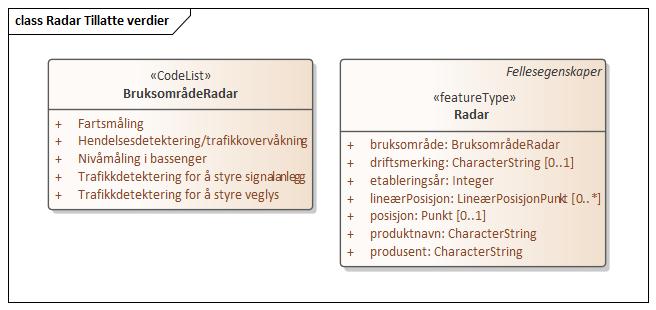 class Radar Tillatte verdier
«CodeList»
BruksområdeRadar
+ Fartsmåling
+ Hendelsesdetektering/trafikkovervåkning
+ Nivåmåling i bassenger
+ Trafikkdetektering for å styre signalanlegg
+ Trafikkdetektering for å styre veglys
Fellesegenskaper
«featureType»
Radar
+ bruksområde: BruksområdeRadar
+ driftsmerking: CharacterString [0..1]
+ etableringsår: Integer
+ lineærPosisjon: LineærPosisjonPunkt [0..*]
+ posisjon: Punkt [0..1]
+ produktnavn: CharacterString
+ produsent: CharacterString